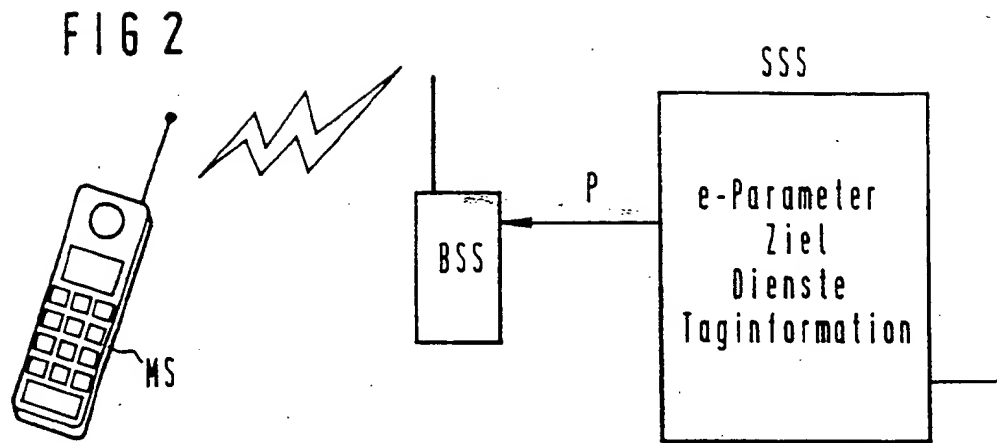 FIG 2
SSS
P
e-Parameter
Ziel
Dienste
Taginformation
BSS
MS